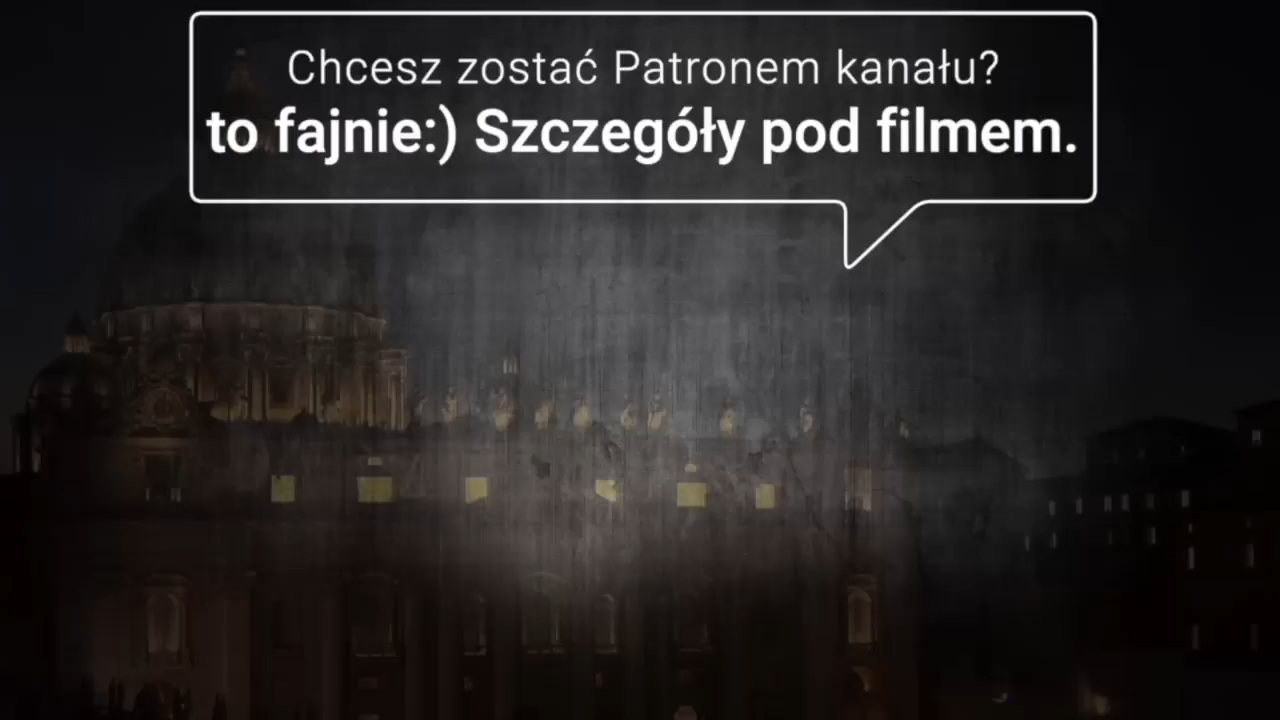 Chcesz zostać Patronem kanału?
to fajnie:) Szczegóły pod filmem.